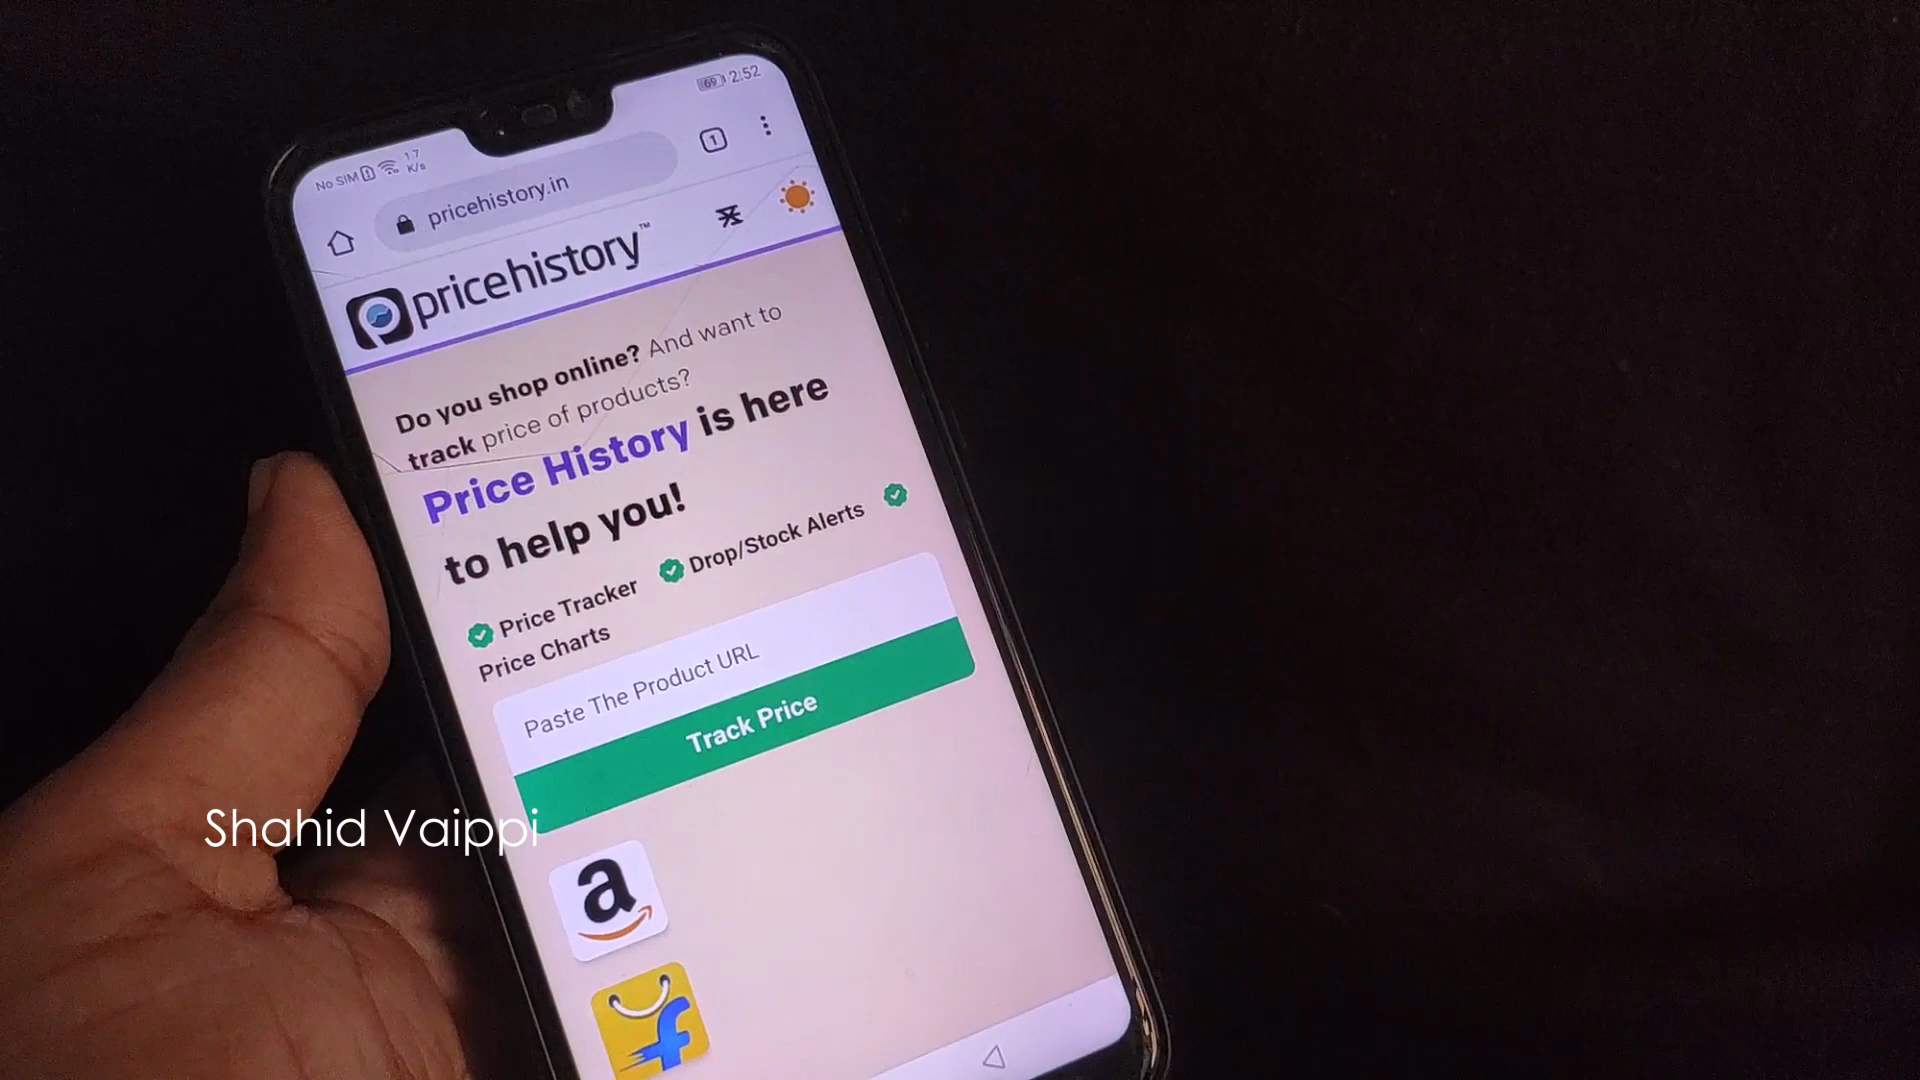 69 2:52
No SIM 1.7 K/s
1
pricehistory.in
pricehistory™
Do you shop online? And want to
track price of products?
Price History is here
to help you!
Price Tracker Drop/Stock Alerts
Price Charts
Paste The Product URL
Track Price
Shahid Vaippi
a
f